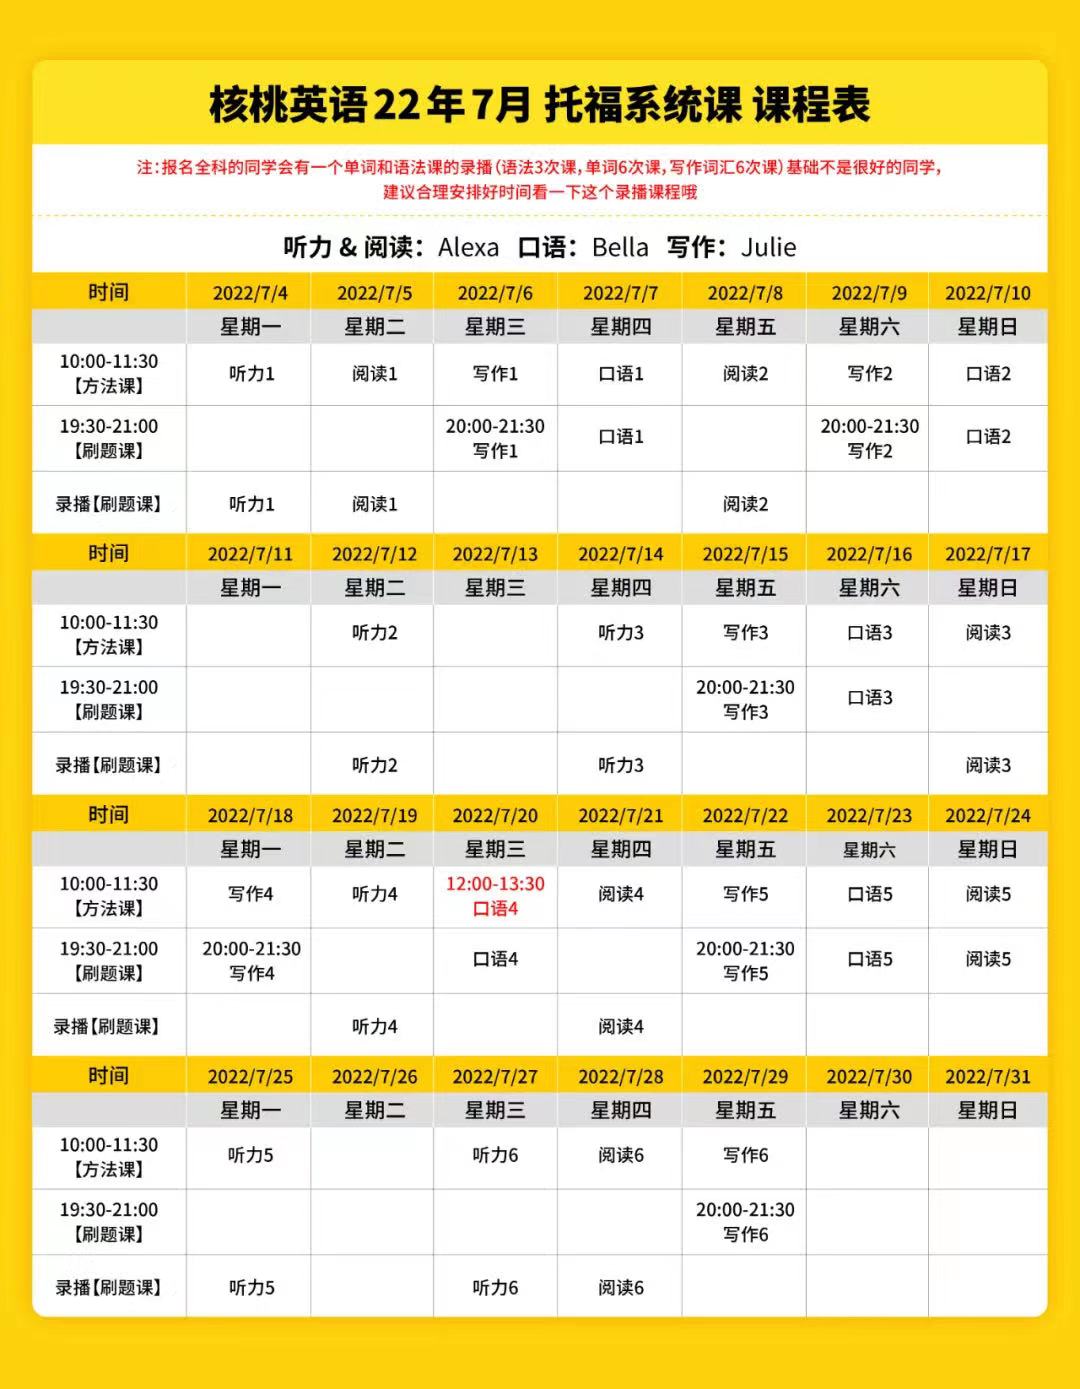 核桃英语22年7月 托福系统课 课程表
注：报名全科的同学会有一个单词和语法课的录播（语法3次课，单词6次课，写作词汇6次课）基础不是很好的同学，
建议合理安排好时间看一下这个录播课程哦
听力 & 阅读：Alexa 口语：Bella 写作：Julie
时间 2022/7/4 2022/7/5 2022/7/6 2022/7/7 2022/7/8 2022/7/9 2022/7/10
星期一 星期二 星期三 星期四 星期五 星期六 星期日
10:00-11:30
【方法课】 听力1 阅读1 写作1 口语1 阅读2 写作2 口语2
19:30-21:00 20:00-21:30 20:00-21:30
【刷题课】 写作1 口语1 写作2 口语2
录播【刷题课】 听力1 阅读1 阅读2
时间 2022/7/11 2022/7/12 2022/7/13 2022/7/14 2022/7/15 2022/7/16 2022/7/17
星期一 星期二 星期三 星期四 星期五 星期六 星期日
10:00-11:30
【方法课】 听力2 听力3 写作3 口语3 阅读3
19:30-21:00 20:00-21:30
【刷题课】 写作3 口语3
录播【刷题课】 听力2 听力3 阅读3
时间 2022/7/18 2022/7/19 2022/7/20 2022/7/21 2022/7/22 2022/7/23 2022/7/24
星期一 星期二 星期三 星期四 星期五 星期六 星期日
10:00-11:30 12:00-13:30
【方法课】 写作4 听力4 口语4 阅读4 写作5 口语5 阅读5
19:30-21:00 20:00-21:30 20:00-21:30
【刷题课】 写作4 口语4 写作5 口语5 阅读5
录播【刷题课】 听力4 阅读4
时间 2022/7/25 2022/7/26 2022/7/27 2022/7/28 2022/7/29 2022/7/30 2022/7/31
星期一 星期二 星期三 星期四 星期五 星期六 星期日
10:00-11:30
【方法课】 听力5 听力6 阅读6 写作6
19:30-21:00 20:00-21:30
【刷题课】 写作6
录播【刷题课】 听力5 听力6 阅读6